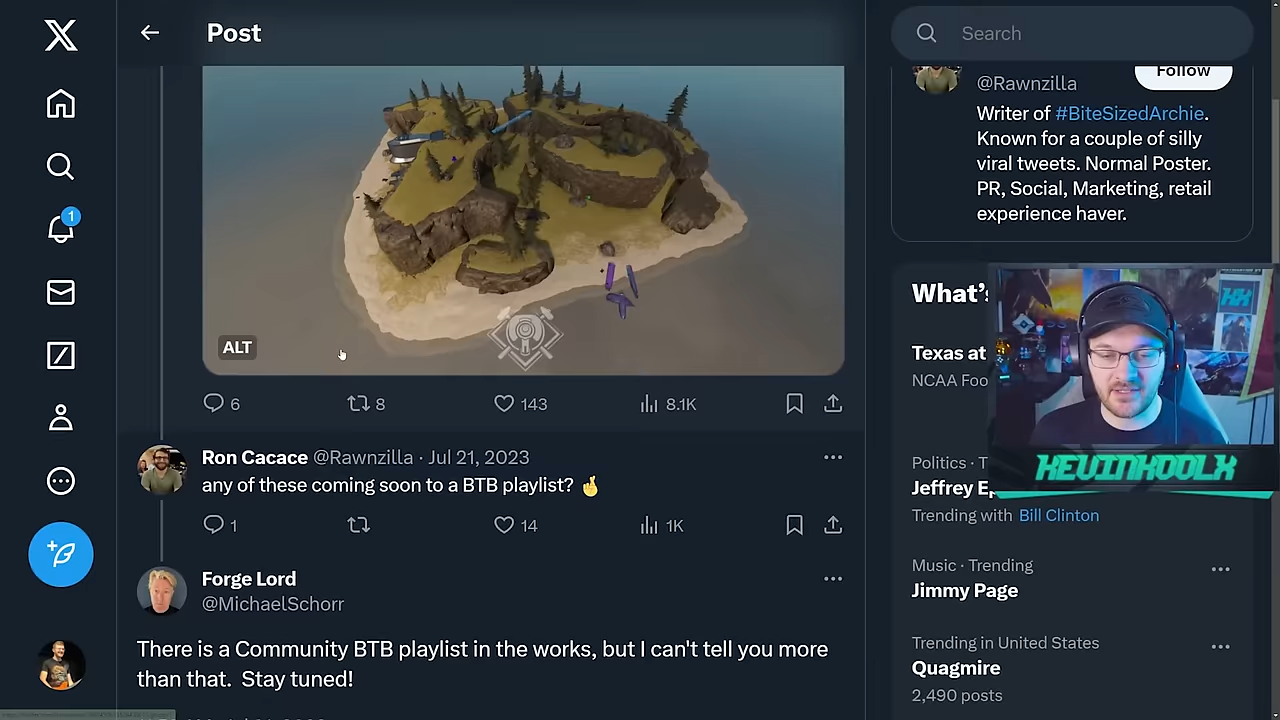 Post
Search
ALT
6
8
143
8.1K
Ron Cacace @Rawnzilla · Jul 21, 2023
any of these coming soon to a BTB playlist? 🤞
1
14
1K
Forge Lord
@MichaelSchorr
There is a Community BTB playlist in the works, but I can't tell you more
than that. Stay tuned!
1
@Rawnzilla
Follow
Writer of #BiteSizedArchie.
Known for a couple of silly
viral tweets. Normal Poster.
PR, Social, Marketing, retail
experience haver.
What's
Texas at
NCAA Foo
KEVINKOOLX
Politics · T
Jeffrey Ep
Trending with Bill Clinton
Music · Trending
Jimmy Page
Trending in United States
Quagmire
2,490 posts